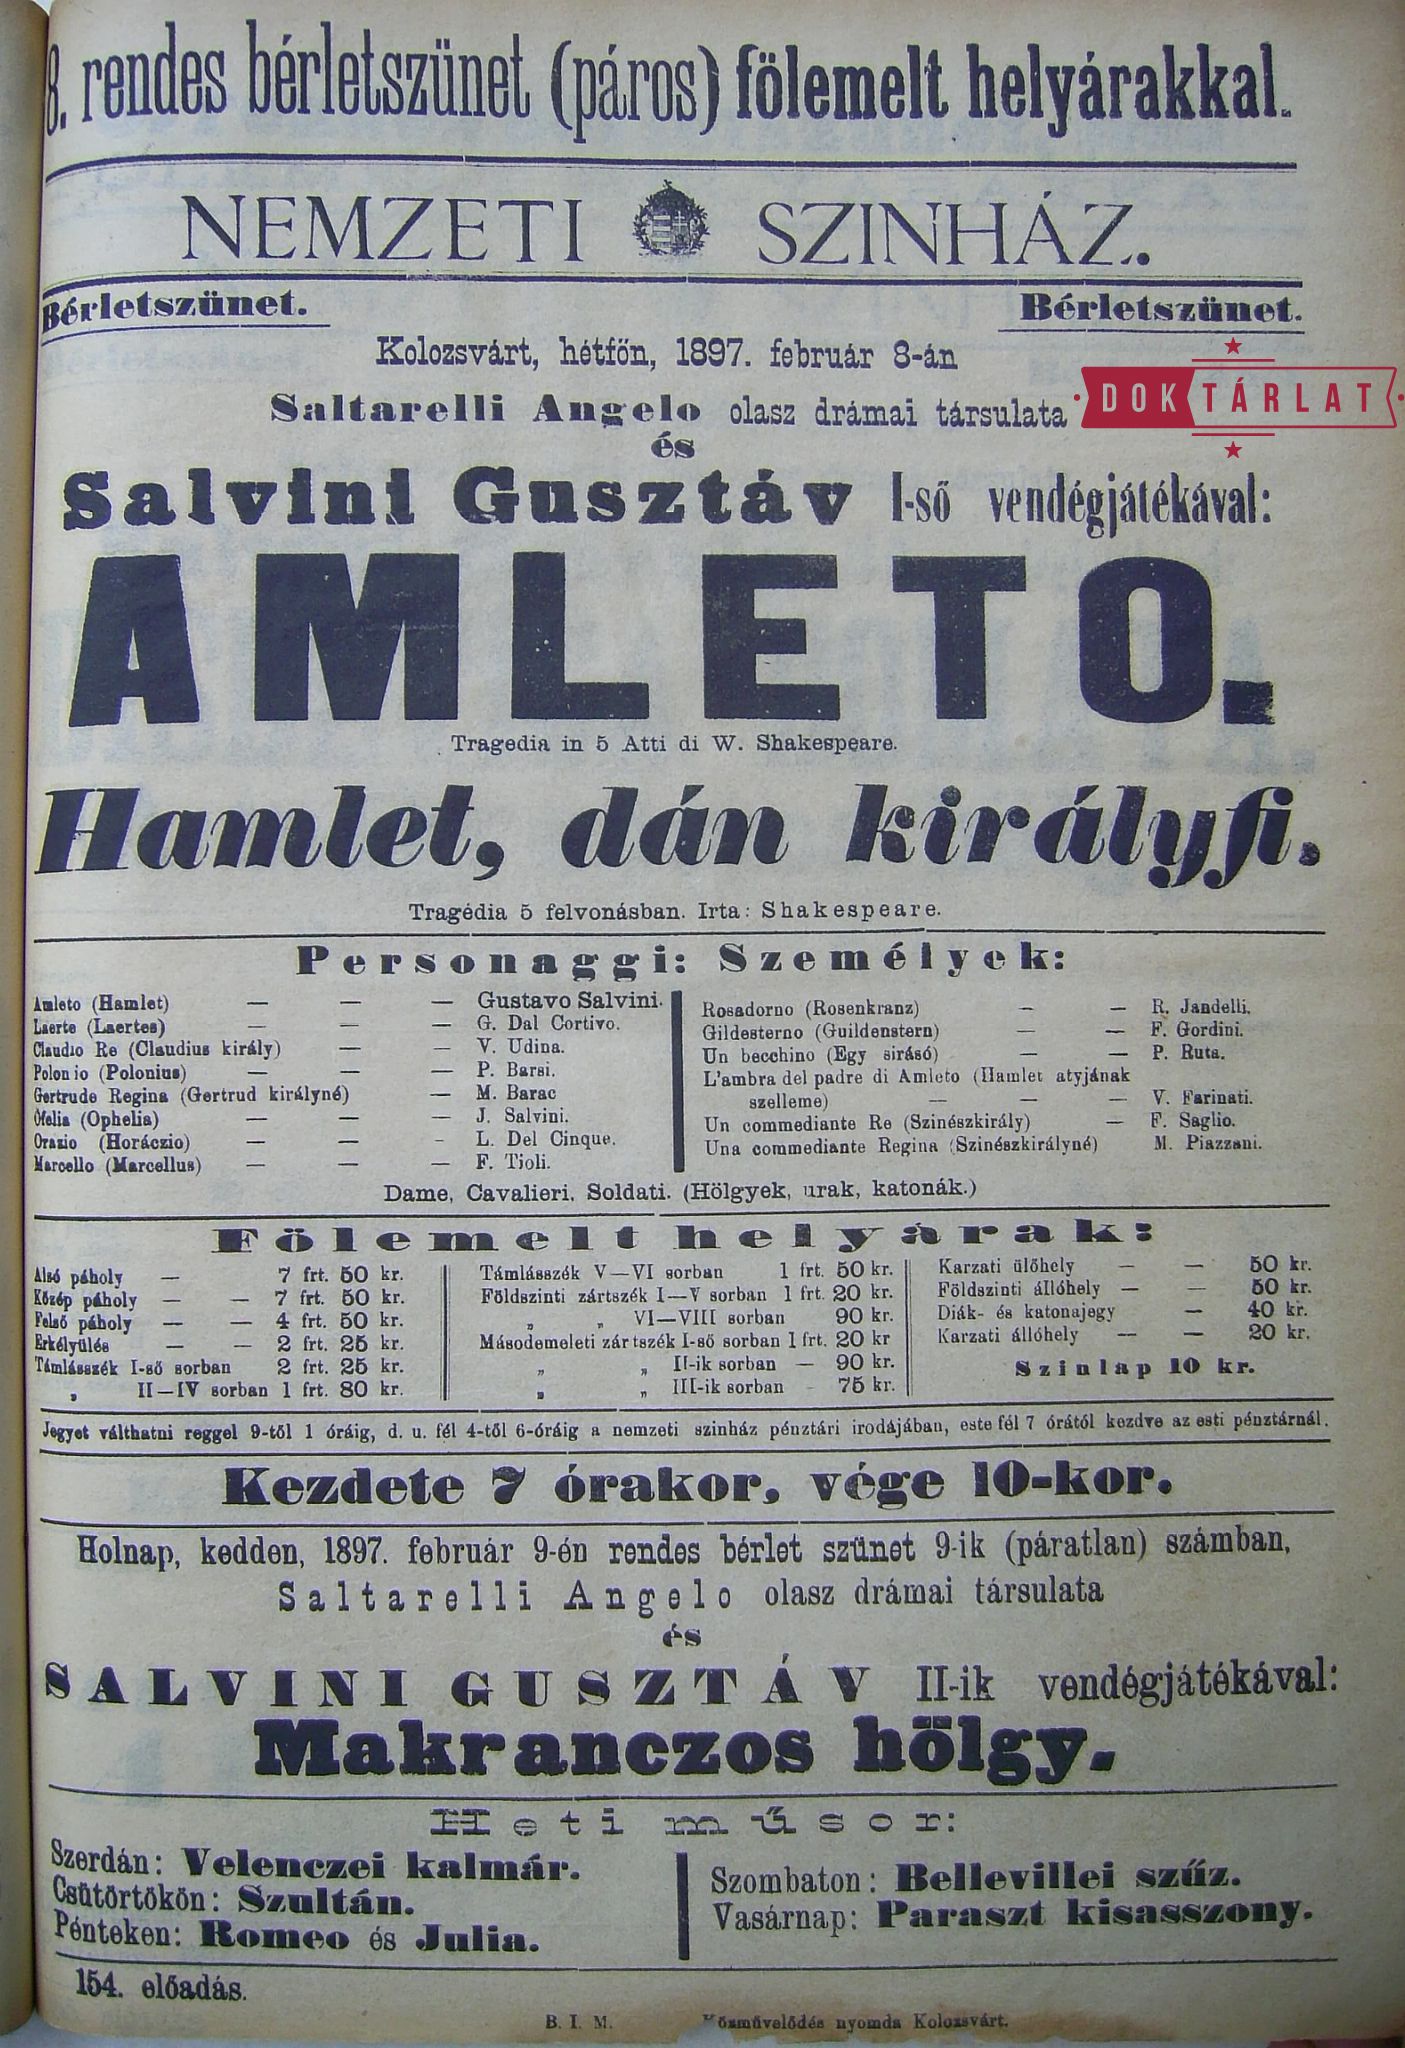 8. rendes bérletszünet (páros) fölemelt helyárakkal.
NEMZETI SZINHÁZ.
Bérletszünet. Bérletszünet.
Kolozsvárt, hétfőn, 1897. február 8-án
DOKTÁRLAT
Saltarelli Angelo olasz drámai társulata
és
Salvini Gusztáv I-ső vendégjátékával:
AMLETO.
Tragedia in 5 Atti di W. Shakespeare.
Hamlet, dán királyfi.
Tragédia 5 felvonásban. Irta: Shakespeare.
Personaggi: Személyek:
Amleto (Hamlet) — — — Gustavo Salvini.
Laerte (Laertes) — — — G. Dal Cortivo.
Claudio Re (Claudius király) — — V. Udina.
Polonio (Polonius) — — — P. Barsi.
Gertrude Regina (Gertrud királyné) — M. Barac
Ofelia (Ophelia) — — — J. Salvini.
Orazio (Horáczio) — — - L. Del Cinque.
Marcello (Marcellus) — — — F. Tioli.
Rosadorno (Rosenkranz) — — R. Jandelli.
Gildesterno (Guildenstern) — — F. Gordini.
Un becchino (Egy sirásó) — — P. Ruta.
L'ambra del padre di Amleto (Hamlet atyjának
szelleme) — — — V. Farinati.
Un commediante Re (Szinészkirály) — F. Saglio.
Una commediante Regina (Szinészkirályné) M. Piazzani.
Dame, Cavalieri, Soldati. (Hölgyek, urak, katonák.)
Fölemelt helyárak:
Alsó páholy — 7 frt. 50 kr.
Közép páholy — — 7 frt. 50 kr.
Felső páholy — — 4 frt. 50 kr.
Erkélyülés — — 2 frt. 25 kr.
Támlásszék I-ső sorban 2 frt. 25 kr.
„ II—IV sorban 1 frt. 80 kr.
Támlásszék V—VI sorban 1 frt. 50 kr.
Földszinti zártszék I—V sorban 1 frt. 20 kr.
„ „ VI—VIII sorban 90 kr.
Másodemeleti zártszék I-ső sorban 1 frt. 20 kr
„ „ II-ik sorban — 90 kr.
„ „ III-ik sorban - 75 kr.
Karzati ülőhely — — 50 kr.
Földszinti állóhely — — 50 kr.
Diák- és katonajegy — 40 kr.
Karzati állóhely — — 20 kr.
Szinlap 10 kr.
Jegyet válthatni reggel 9-től 1 óráig, d. u. fél 4-től 6-óráig a nemzeti szinház pénztári irodájában, este fél 7 órától kezdve az esti pénztárnál.
Kezdete 7 órakor, vége 10-kor.
Holnap, kedden, 1897. február 9-én rendes bérlet szünet 9-ik (páratlan) számban,
Saltarelli Angelo olasz drámai társulata
és
SALVINI GUSZTÁV II-ik vendégjátékával:
Makranczos hölgy.
Heti műsor:
Szerdán: Velenczei kalmár.
Csütörtökön: Szultán.
Pénteken: Romeo és Julia.
Szombaton: Bellevillei szűz.
Vasárnap: Paraszt kisasszony.
154. előadás.
B. I. M. Közművelődés nyomda Kolozsvárt.